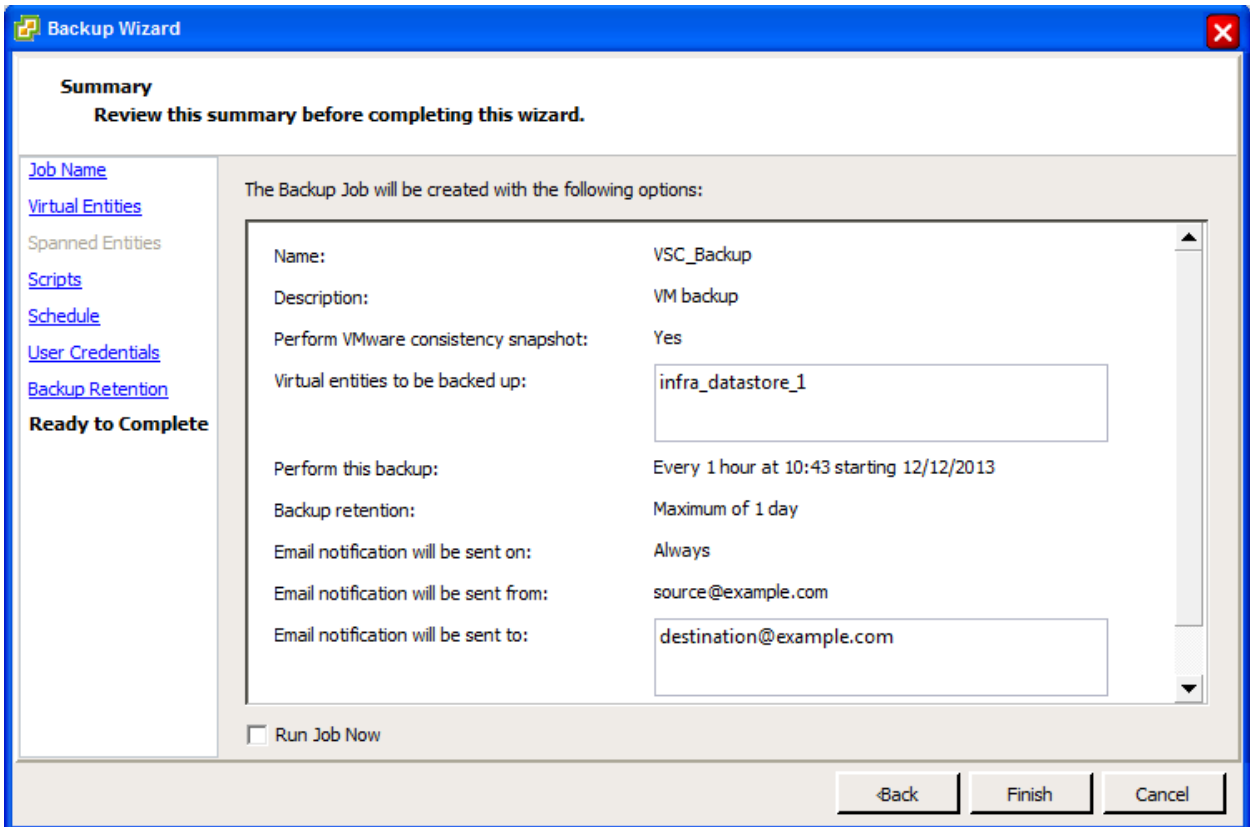 Backup Wizard
Summary
Review this summary before completing this wizard.
Job Name
Virtual Entities
Spanned Entities
Scripts
Schedule
User Credentials
Backup Retention
Ready to Complete
The Backup Job will be created with the following options:
Name: VSC_Backup
Description: VM backup
Perform VMware consistency snapshot: Yes
Virtual entities to be backed up: infra_datastore_1
Perform this backup: Every 1 hour at 10:43 starting 12/12/2013
Backup retention: Maximum of 1 day
Email notification will be sent on: Always
Email notification will be sent from: source@example.com
Email notification will be sent to: destination@example.com
Run Job Now
<Back Finish Cancel